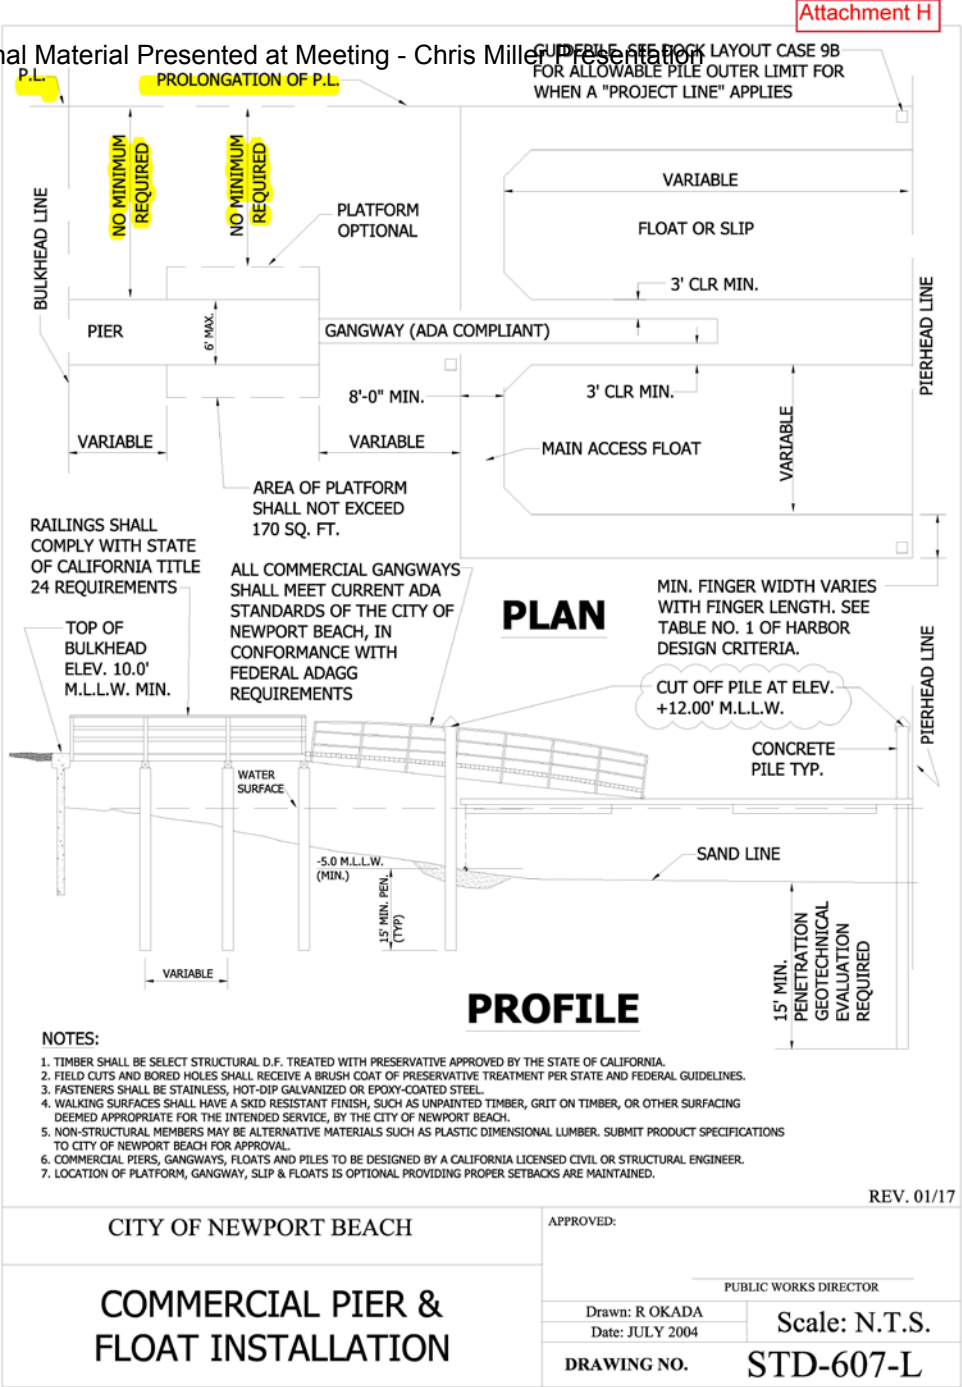 Attachment H
nal Material Presented at Meeting - Chris Miller Presentation
GUIDEPILE, SEE DOCK LAYOUT CASE 9B
FOR ALLOWABLE PILE OUTER LIMIT FOR
WHEN A "PROJECT LINE" APPLIES
P.L.
PROLONGATION OF P.L.
NO MINIMUM
REQUIRED
NO MINIMUM
REQUIRED
BULKHEAD LINE
PLATFORM
OPTIONAL
VARIABLE
FLOAT OR SLIP
3' CLR MIN.
PIERHEAD LINE
PIER
6' MAX.
GANGWAY (ADA COMPLIANT)
8'-0" MIN.
3' CLR MIN.
VARIABLE
VARIABLE
VARIABLE
MAIN ACCESS FLOAT
AREA OF PLATFORM
SHALL NOT EXCEED
170 SQ. FT.
RAILINGS SHALL
COMPLY WITH STATE
OF CALIFORNIA TITLE
24 REQUIREMENTS
ALL COMMERCIAL GANGWAYS
SHALL MEET CURRENT ADA
STANDARDS OF THE CITY OF
NEWPORT BEACH, IN
CONFORMANCE WITH
FEDERAL ADAGG
REQUIREMENTS
PLAN
MIN. FINGER WIDTH VARIES
WITH FINGER LENGTH. SEE
TABLE NO. 1 OF HARBOR
DESIGN CRITERIA.
TOP OF
BULKHEAD
ELEV. 10.0'
M.L.L.W. MIN.
CUT OFF PILE AT ELEV.
+12.00' M.L.L.W.
PIERHEAD LINE
CONCRETE
PILE TYP.
WATER
SURFACE
SAND LINE
-5.0 M.L.L.W.
(MIN.)
15' MIN. PEN.
(TYP)
VARIABLE
15' MIN.
PENETRATION
GEOTECHNICAL
EVALUATION
REQUIRED
PROFILE
NOTES:
1. TIMBER SHALL BE SELECT STRUCTURAL D.F. TREATED WITH PRESERVATIVE APPROVED BY THE STATE OF CALIFORNIA.
2. FIELD CUTS AND BORED HOLES SHALL RECEIVE A BRUSH COAT OF PRESERVATIVE TREATMENT PER STATE AND FEDERAL GUIDELINES.
3. FASTENERS SHALL BE STAINLESS, HOT-DIP GALVANIZED OR EPOXY-COATED STEEL.
4. WALKING SURFACES SHALL HAVE A SKID RESISTANT FINISH, SUCH AS UNPAINTED TIMBER, GRIT ON TIMBER, OR OTHER SURFACING
DEEMED APPROPRIATE FOR THE INTENDED SERVICE, BY THE CITY OF NEWPORT BEACH.
5. NON-STRUCTURAL MEMBERS MAY BE ALTERNATIVE MATERIALS SUCH AS PLASTIC DIMENSIONAL LUMBER. SUBMIT PRODUCT SPECIFICATIONS
TO CITY OF NEWPORT BEACH FOR APPROVAL.
6. COMMERCIAL PIERS, GANGWAYS, FLOATS AND PILES TO BE DESIGNED BY A CALIFORNIA LICENSED CIVIL OR STRUCTURAL ENGINEER.
7. LOCATION OF PLATFORM, GANGWAY, SLIP & FLOATS IS OPTIONAL PROVIDING PROPER SETBACKS ARE MAINTAINED.
REV. 01/17
CITY OF NEWPORT BEACH
APPROVED:
PUBLIC WORKS DIRECTOR
COMMERCIAL PIER &
FLOAT INSTALLATION
Drawn: R OKADA
Date: JULY 2004
Scale: N.T.S.
DRAWING NO.
STD-607-L